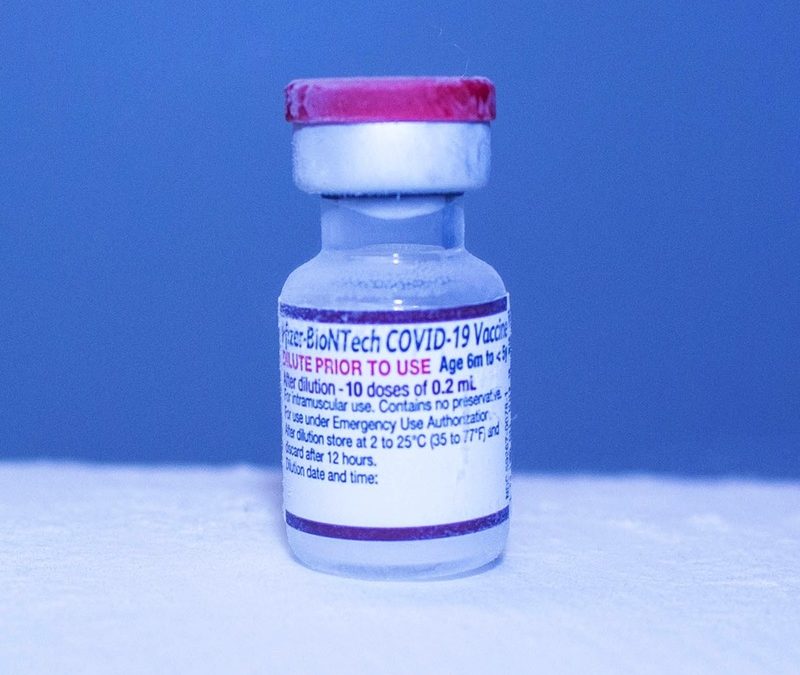 Pfizer-BioNTech COVID-19 Vaccine
DILUTE PRIOR TO USE Age 6m to < 5y
After dilution - 10 doses of 0.2 mL
For intramuscular use. Contains no preservative.
For use under Emergency Use Authorization.
After dilution store at 2 to 25°C (35 to 77°F) and
discard after 12 hours.
Dilution date and time: